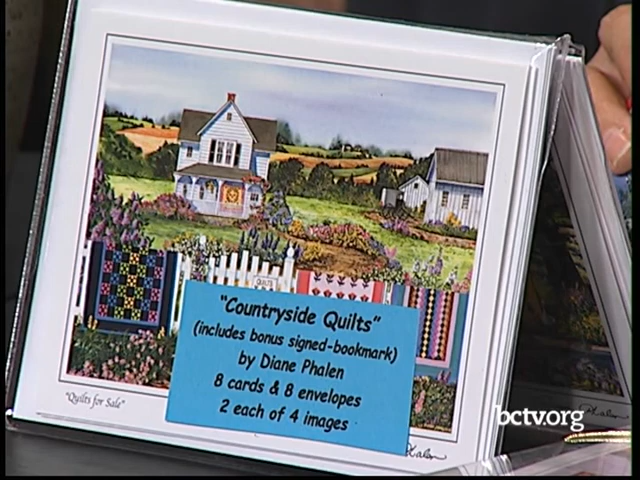 QUILTS
"Countryside Quilts"
(includes bonus signed-bookmark)
by Diane Phalen
8 cards & 8 envelopes
2 each of 4 images
"Quilts for Sale"
bctv.org